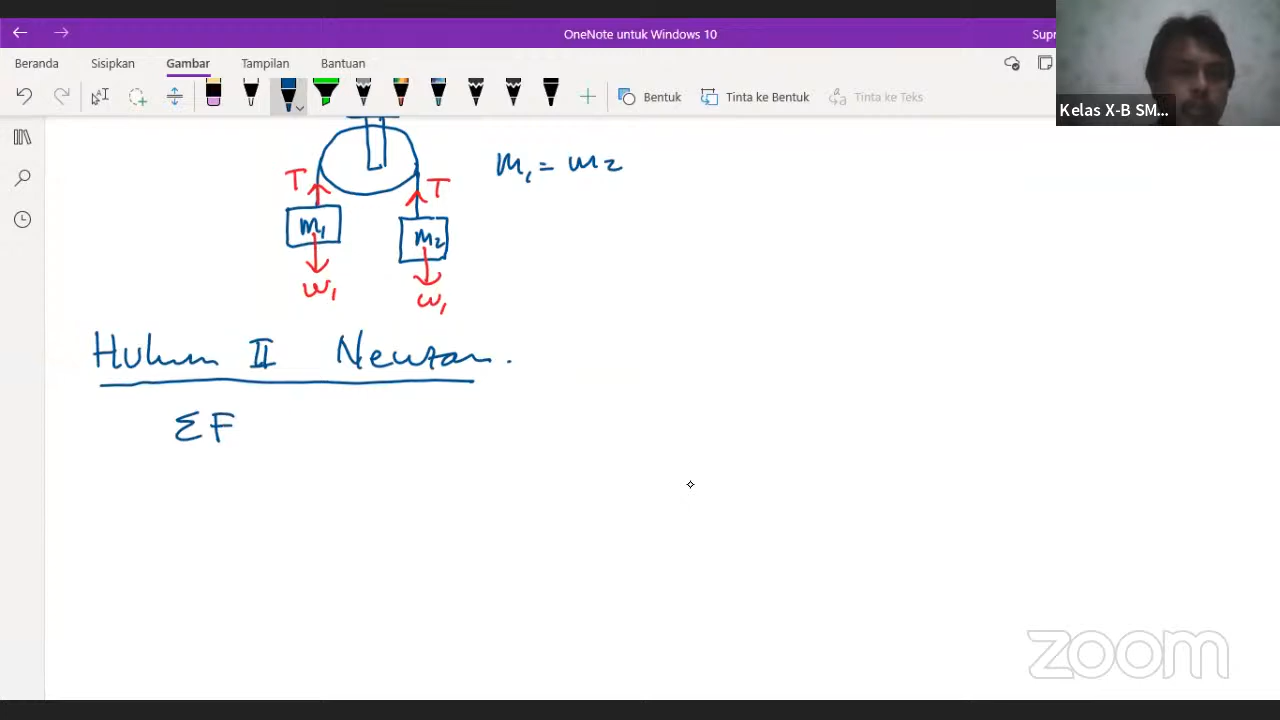 OneNote untuk Windows 10
Supr
Beranda Sisipkan Gambar Tampilan Bantuan
Bentuk Tinta ke Bentuk Tinta ke Teks
Kelas X-B SM...
T T m₁ = m₂
m₁ m₂
w₁ w₁
Hukum II Newton.
ΣF
zoom